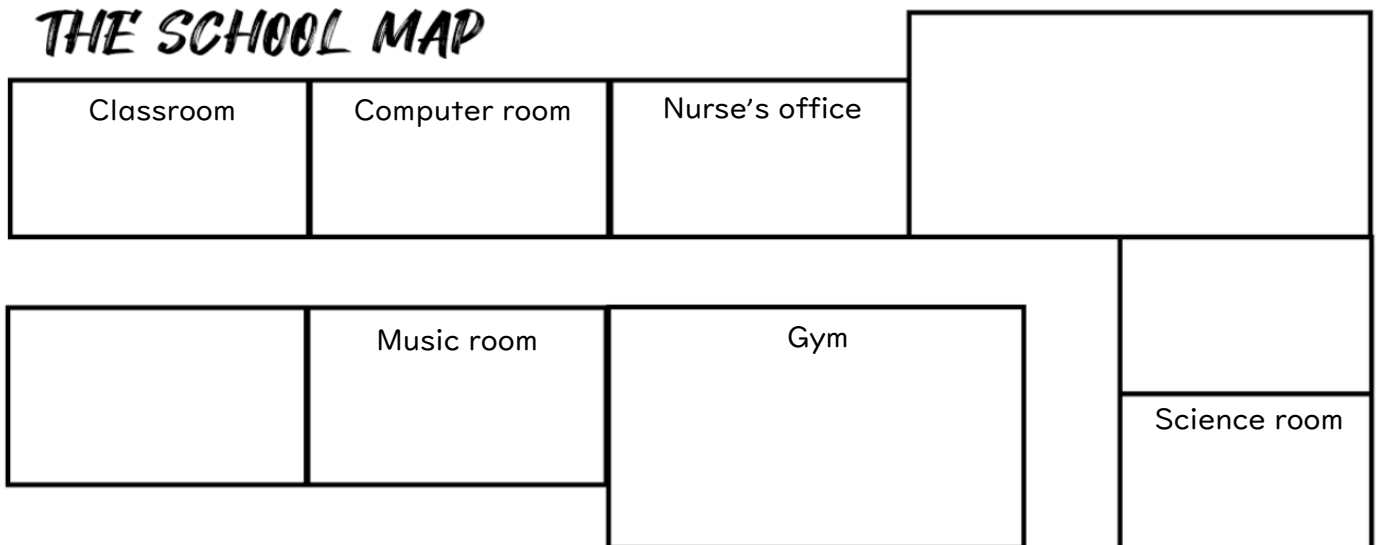 THE SCHOOL MAP
Classroom
Computer room
Nurse's office
Music room
Gym
Science room